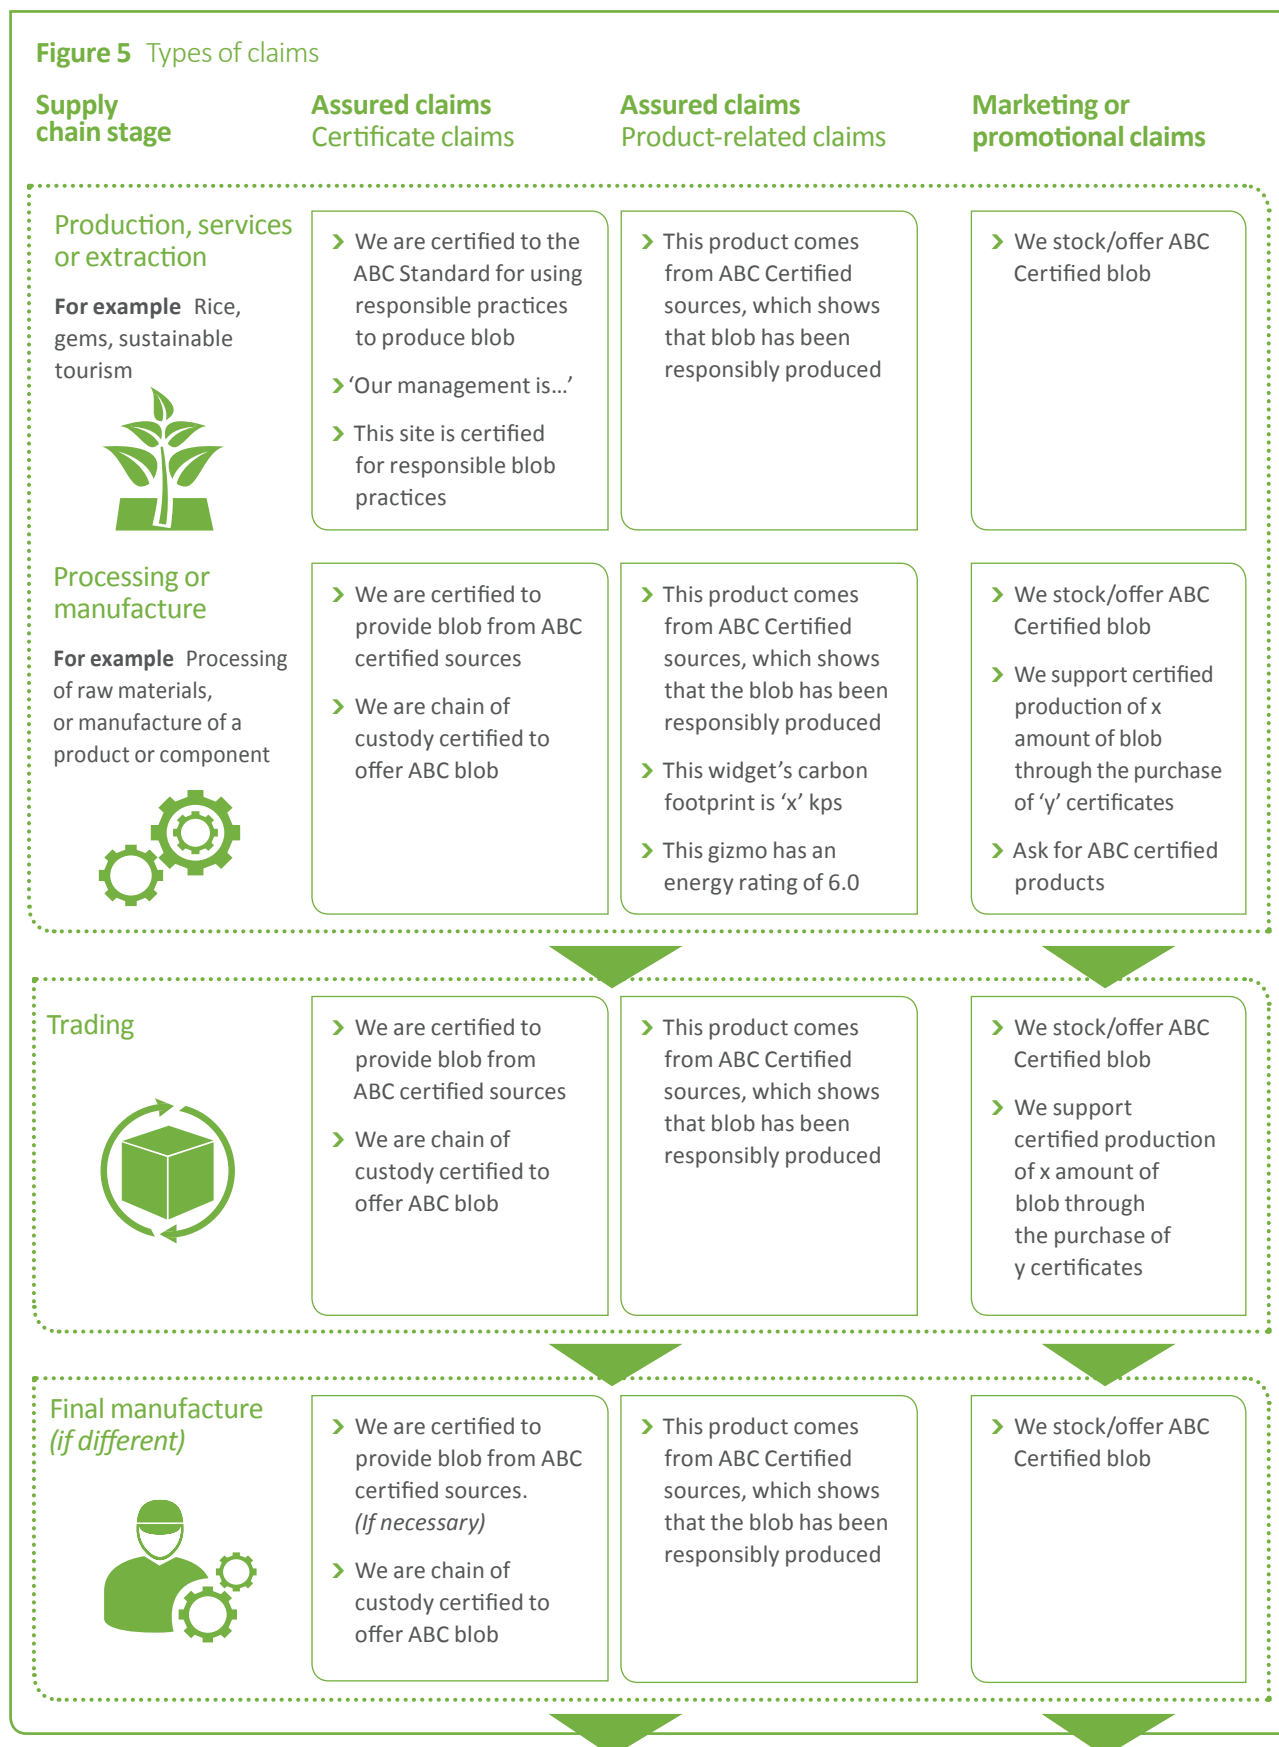 Figure 5 Types of claims
Supply
chain stage
Assured claims
Certificate claims
Assured claims
Product-related claims
Marketing or
promotional claims
Production, services
or extraction
For example Rice,
gems, sustainable
tourism
› We are certified to the
ABC Standard for using
responsible practices
to produce blob
› ‘Our management is...’
› This site is certified
for responsible blob
practices
› This product comes
from ABC Certified
sources, which shows
that blob has been
responsibly produced
› We stock/offer ABC
Certified blob
Processing or
manufacture
For example Processing
of raw materials,
or manufacture of a
product or component
› We are certified to
provide blob from ABC
certified sources
› We are chain of
custody certified to
offer ABC blob
› This product comes
from ABC Certified
sources, which shows
that the blob has been
responsibly produced
› This widget’s carbon
footprint is ‘x’ kps
› This gizmo has an
energy rating of 6.0
› We stock/offer ABC
Certified blob
› We support certified
production of x
amount of blob
through the purchase
of ‘y’ certificates
› Ask for ABC certified
products
Trading
› We are certified to
provide blob from
ABC certified sources
› We are chain of
custody certified to
offer ABC blob
› This product comes
from ABC Certified
sources, which shows
that blob has been
responsibly produced
› We stock/offer ABC
Certified blob
› We support
certified production
of x amount of
blob through
the purchase of
y certificates
Final manufacture
(if different)
› We are certified to
provide blob from ABC
certified sources.
(If necessary)
› We are chain of
custody certified to
offer ABC blob
› This product comes
from ABC Certified
sources, which shows
that the blob has been
responsibly produced
› We stock/offer ABC
Certified blob